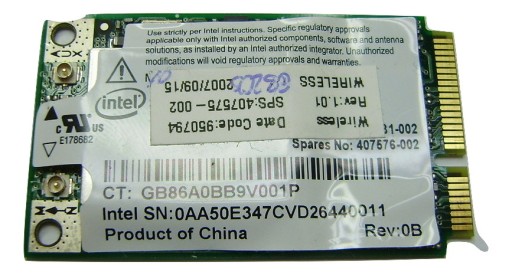 Use strictly per Intel instructions. Specific regulatory approvals
applicable only with Intel authorized components, software and antenna
solutions, as installed by an Intel authorized integrator. Unauthorized
modifications will void regulatory approvals and warranties.
intel
WIRELESS 2007/09/15
Rev:1.01 SPS:407575-002
Wireless Date Code:950794
31-002
Spares No: 407576-002
c RU US
E178682
CT: GB86A0BB9V001P
Intel SN:0AA50E347CVD26440011
Product of China Rev:0B